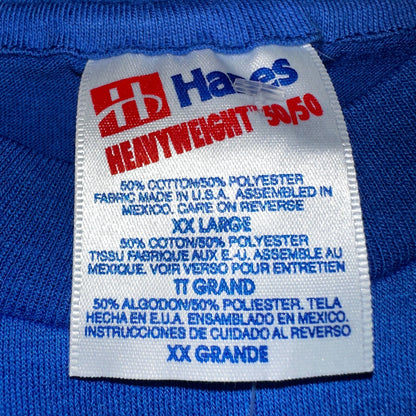 H Hanes
HEAVYWEIGHT™ 50/50
50% COTTON/50% POLYESTER
FABRIC MADE IN U.S.A. ASSEMBLED IN
MEXICO. CARE ON REVERSE
XX LARGE
50% COTON/50% POLYESTER
TISSU FABRIQUE AUX E.-U. ASSEMBLE AU
MEXIQUE. VOIR VERSO POUR ENTRETIEN
TT GRAND
50% ALGODON/50% POLIESTER. TELA
HECHA EN E.U.A. ENSAMBLADO EN MEXICO.
INSTRUCCIONES DE CUIDADO AL REVERSO
XX GRANDE